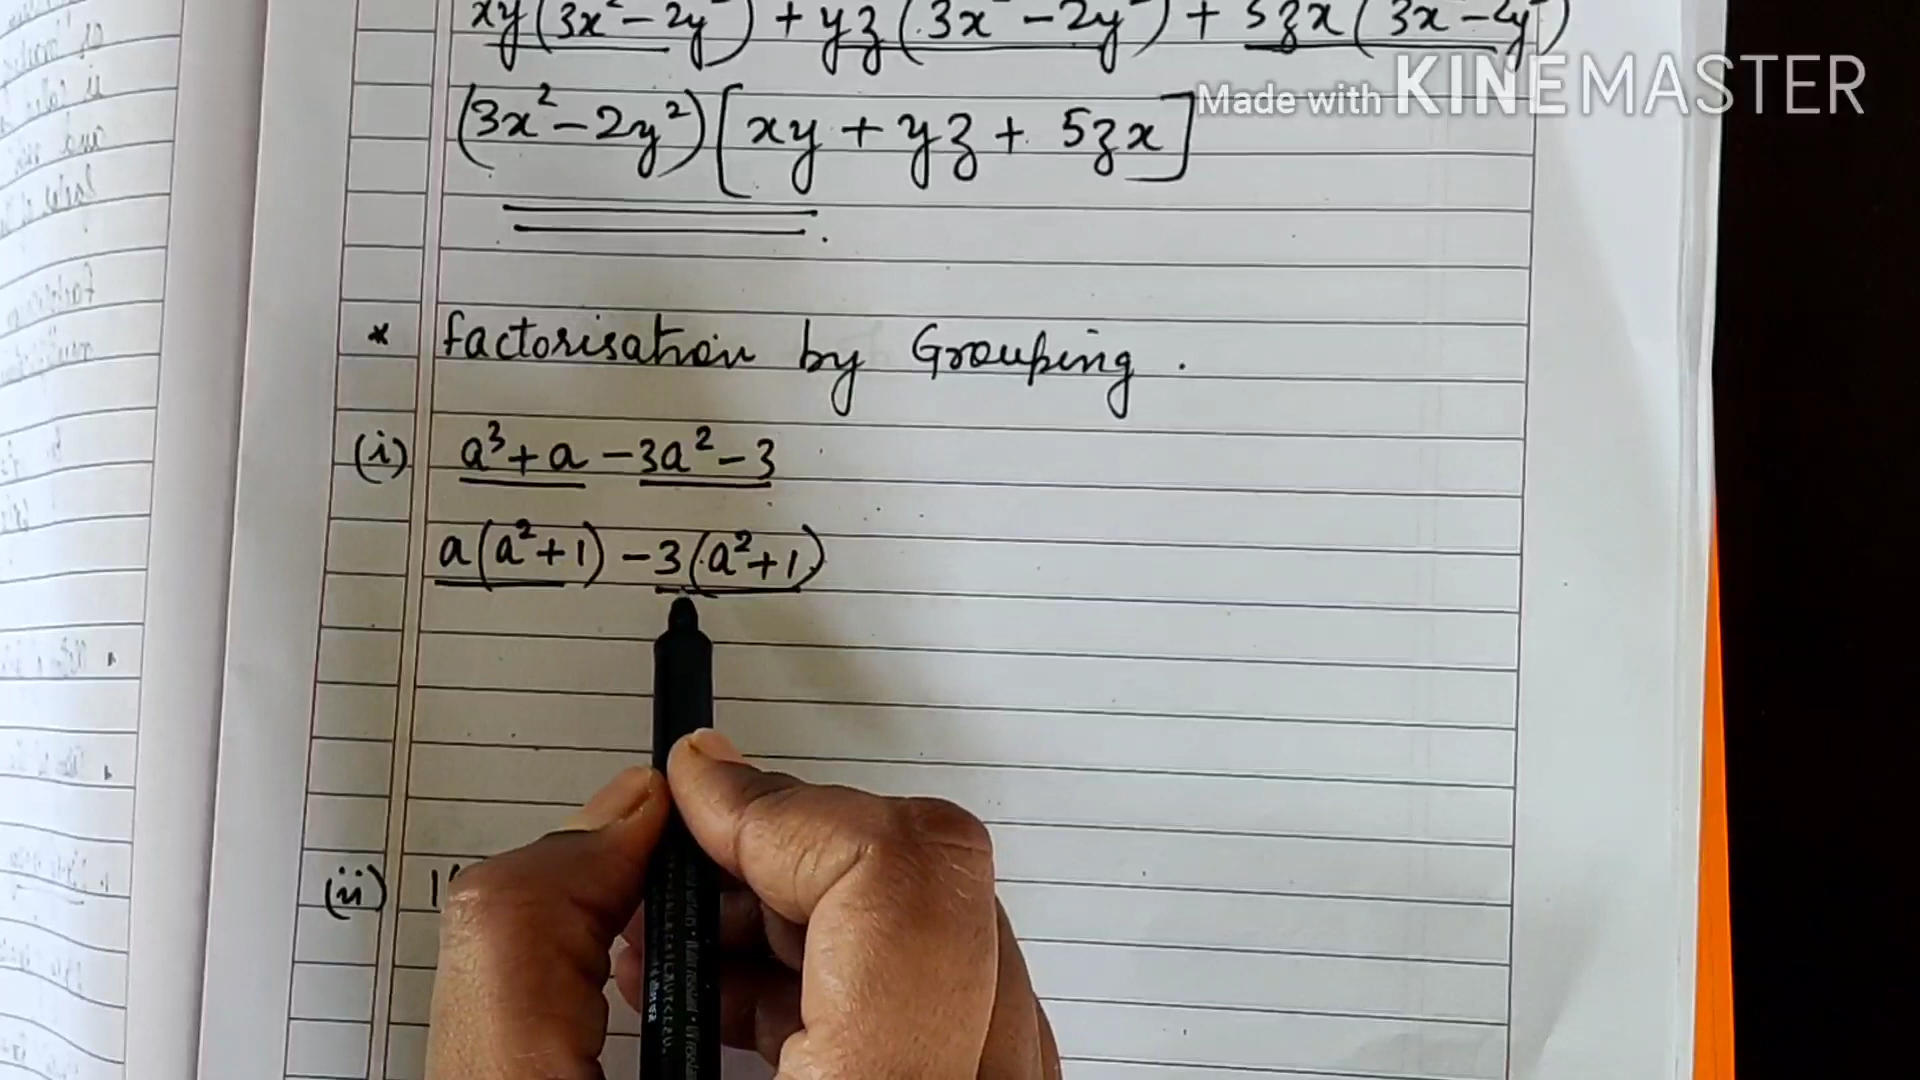 xy(3x² - 2y²) + yz(3x² - 2y²) + 5zx(3x² - 2y²)
Made with KINEMASTER
(3x² - 2y²)[xy + yz + 5zx]
* factorisation by Grouping.
(i) a³ + a - 3a² - 3
a(a² + 1) - 3(a² + 1)
(ii)